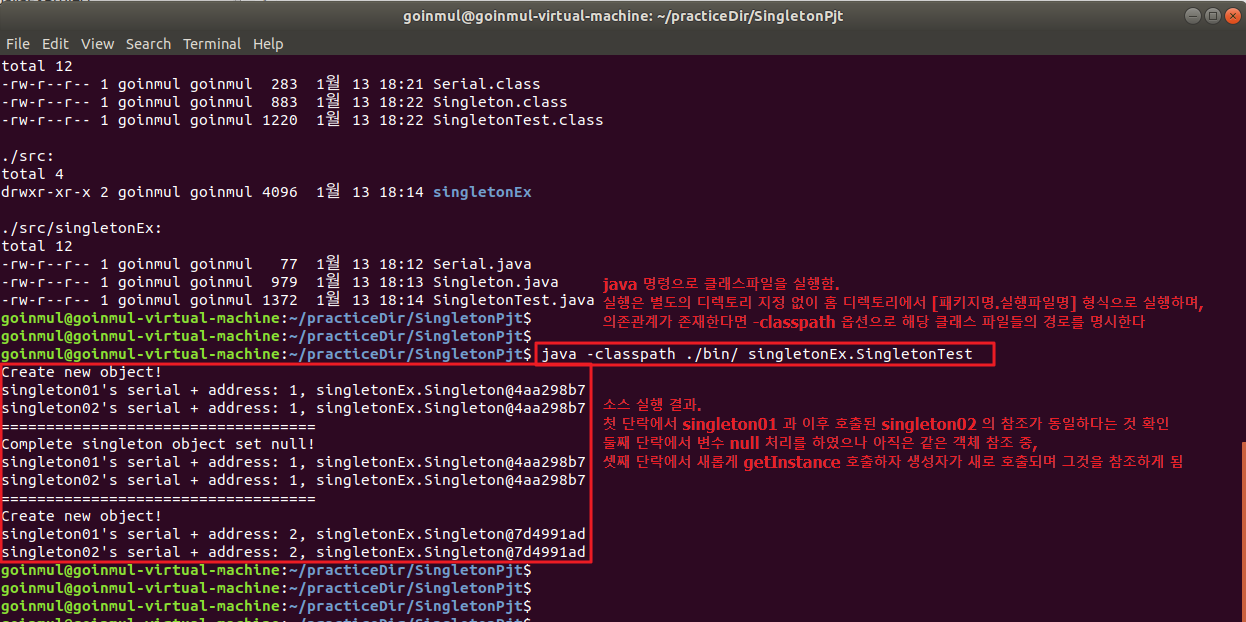 goinmul@goinmul-virtual-machine: ~/practiceDir/SingletonPjt
File Edit View Search Terminal Help
total 12
-rw-r--r-- 1 goinmul goinmul  283  1월 13 18:21 Serial.class
-rw-r--r-- 1 goinmul goinmul  883  1월 13 18:22 Singleton.class
-rw-r--r-- 1 goinmul goinmul 1220  1월 13 18:22 SingletonTest.class
./src:
total 4
drwxr-xr-x 2 goinmul goinmul 4096  1월 13 18:14 singletonEx
./src/singletonEx:
total 12
-rw-r--r-- 1 goinmul goinmul   77  1월 13 18:12 Serial.java
-rw-r--r-- 1 goinmul goinmul  979  1월 13 18:13 Singleton.java
-rw-r--r-- 1 goinmul goinmul 1372  1월 13 18:14 SingletonTest.java
java 명령으로 클래스파일을 실행함.
실행은 별도의 디렉토리 지정 없이 홈 디렉토리에서 [패키지명.실행파일명] 형식으로 실행하며,
의존관계가 존재한다면 -classpath 옵션으로 해당 클래스 파일들의 경로를 명시한다
goinmul@goinmul-virtual-machine:~/practiceDir/SingletonPjt$
goinmul@goinmul-virtual-machine:~/practiceDir/SingletonPjt$
goinmul@goinmul-virtual-machine:~/practiceDir/SingletonPjt$ java -classpath ./bin/ singletonEx.SingletonTest
Create new object!
singleton01's serial + address: 1, singletonEx.Singleton@4aa298b7
singleton02's serial + address: 1, singletonEx.Singleton@4aa298b7
===================================
Complete singleton object set null!
singleton01's serial + address: 1, singletonEx.Singleton@4aa298b7
singleton02's serial + address: 1, singletonEx.Singleton@4aa298b7
===================================
Create new object!
singleton01's serial + address: 2, singletonEx.Singleton@7d4991ad
singleton02's serial + address: 2, singletonEx.Singleton@7d4991ad
소스 실행 결과.
첫 단락에서 singleton01 과 이후 호출된 singleton02 의 참조가 동일하다는 것 확인
둘째 단락에서 변수 null 처리를 하였으나 아직은 같은 객체 참조 중,
셋째 단락에서 새롭게 getInstance 호출하자 생성자가 새로 호출되며 그것을 참조하게 됨
goinmul@goinmul-virtual-machine:~/practiceDir/SingletonPjt$
goinmul@goinmul-virtual-machine:~/practiceDir/SingletonPjt$
goinmul@goinmul-virtual-machine:~/practiceDir/SingletonPjt$